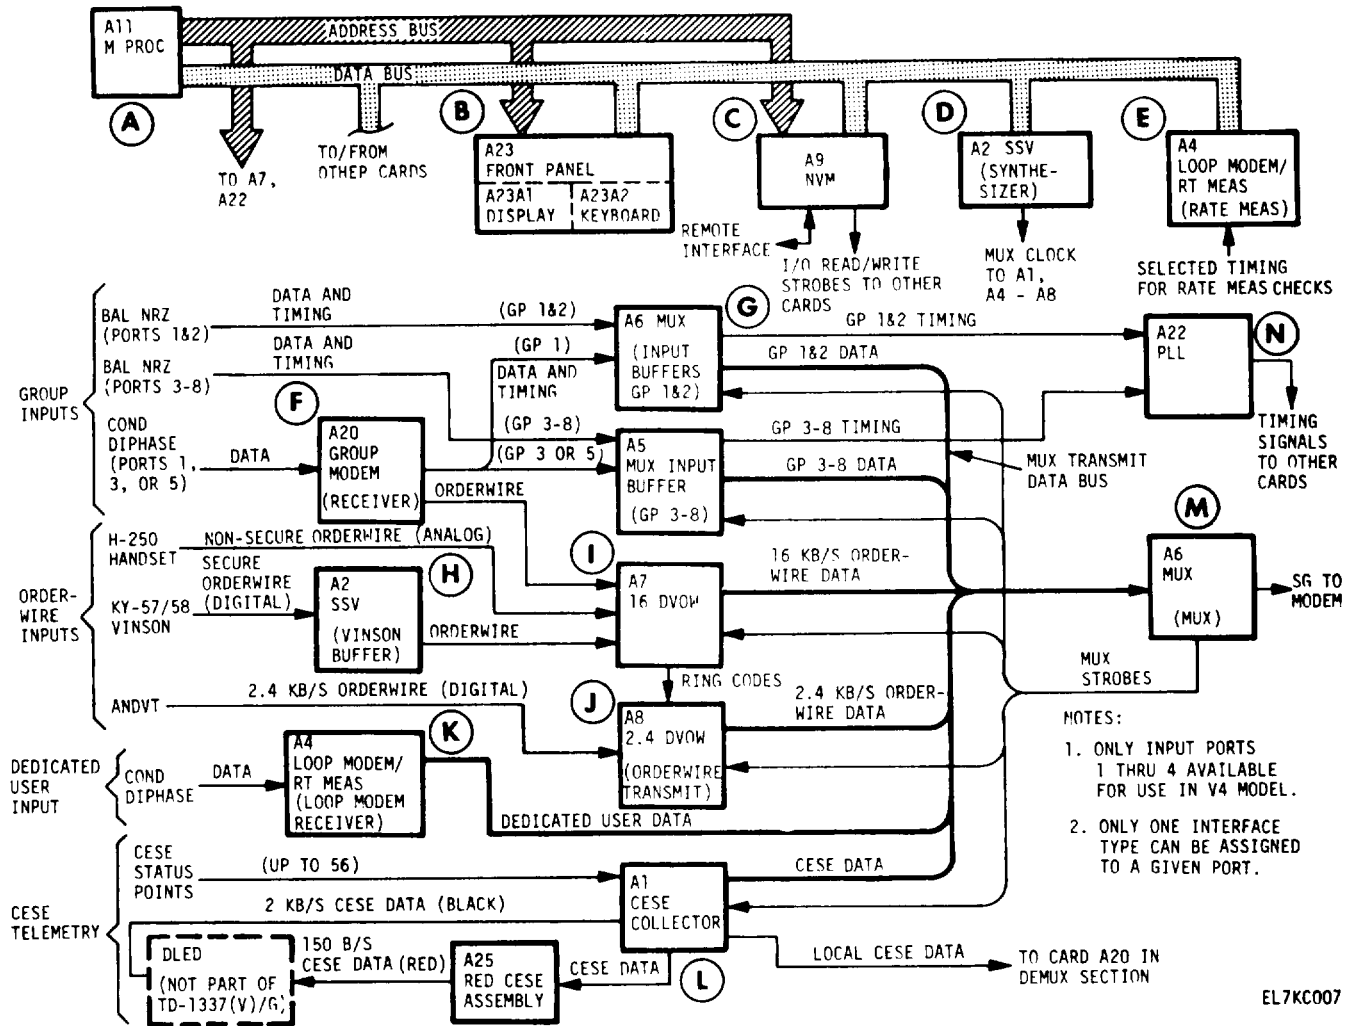 A11
M PROC
ADDRESS BUS
DATA BUS
A
B
C
D
E
TO A7,
A22
TO/FROM
OTHER CARDS
A23
FRONT PANEL
A23A1
DISPLAY
A23A2
KEYBOARD
A9
NVM
A2 SSV
(SYNTHE-
SIZER)
A4
LOOP MODEM/
RT MEAS
(RATE MEAS)
REMOTE
INTERFACE
I/O READ/WRITE
STROBES TO OTHER
CARDS
MUX CLOCK
TO A1,
A4 - A8
SELECTED TIMING
FOR RATE MEAS CHECKS
GROUP
INPUTS
BAL NRZ
(PORTS 1&2)
DATA AND
TIMING
(GP 1&2)
BAL NRZ
(PORTS 3-8)
DATA AND
TIMING
(GP 1)
DATA AND
TIMING
COND
DIPHASE
(PORTS 1,
3, OR 5)
DATA
F
A20
GROUP
MODEM
(RECEIVER)
(GP 3-8)
(GP 3 OR 5)
ORDERWIRE
G
A6 MUX
(INPUT
BUFFERS
GP 1&2)
GP 1&2 TIMING
GP 1&2 DATA
A5
MUX INPUT
BUFFER
(GP 3-8)
GP 3-8 TIMING
GP 3-8 DATA
MUX TRANSMIT
DATA BUS
A22
PLL
N
TIMING
SIGNALS
TO OTHER
CARDS
ORDER-
WIRE
INPUTS
H-250
HANDSET
NON-SECURE ORDERWIRE (ANALOG)
SECURE
ORDERWIRE
(DIGITAL)
KY-57/58
VINSON
A2
SSV
(VINSON
BUFFER)
H
ORDERWIRE
I
A7
16 DVOW
16 KB/S ORDER-
WIRE DATA
RING CODES
M
A6
MUX
(MUX)
SG TO
MODEM
MUX
STROBES
ANDVT
2.4 KB/S ORDERWIRE (DIGITAL)
J
A8
2.4 DVOW
(ORDERWIRE
TRANSMIT)
2.4 KB/S ORDER-
WIRE DATA
DEDICATED
USER
INPUT
COND
DIPHASE
DATA
A4
LOOP MODEM/
RT MEAS
(LOOP MODEM
RECEIVER)
K
DEDICATED USER DATA
NOTES:
1. ONLY INPUT PORTS
1 THRU 4 AVAILABLE
FOR USE IN V4 MODEL.
2. ONLY ONE INTERFACE
TYPE CAN BE ASSIGNED
TO A GIVEN PORT.
CESE
TELEMETRY
CESE
STATUS
POINTS
(UP TO 56)
2 KB/S CESE DATA (BLACK)
A1
CESE
COLLECTOR
CESE DATA
DLED
(NOT PART OF
TD-1337(V)/G)
150 B/S
CESE DATA (RED)
A25
RED CESE
ASSEMBLY
CESE DATA
L
LOCAL CESE DATA
TO CARD A20 IN
DEMUX SECTION
EL7KC007